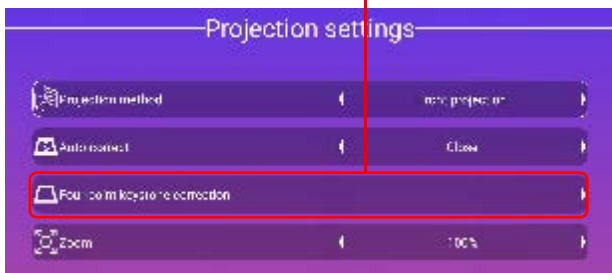 Projection settings
Projection method
Auto correct Close
Four point keystone correction
Zoom 100%